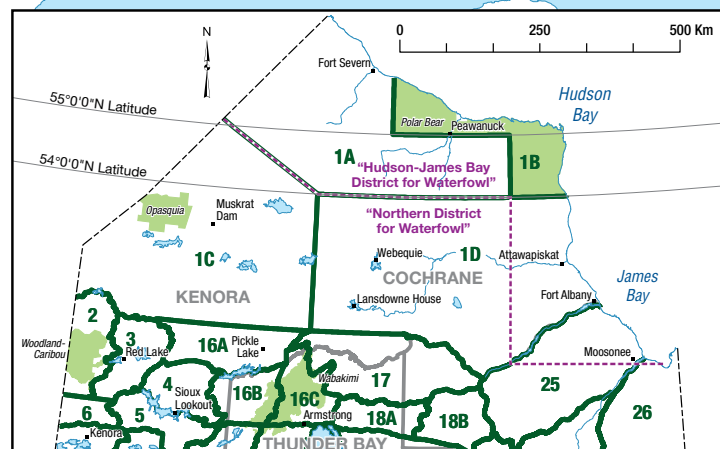 N
0 250 500 Km
Fort Severn
55°0'0"N Latitude
Hudson
Bay
Polar Bear
Peawanuck
1A
"Hudson-James Bay
District for Waterfowl"
1B
54°0'0"N Latitude
Opasquia
Muskrat
Dam
"Northern District
for Waterfowl"
1C
Webequie
1D
Attawapiskat
COCHRANE
James
Bay
KENORA
Lansdowne House
Fort Albany
2
3
Woodland-
Caribou
Red Lake
16A
Pickle
Lake
Moosonee
4
Sioux
Lookout
16B
Wabakimi
17
25
16C
6
5
Armstrong
18A
18B
26
Kenora
THUNDER BAY